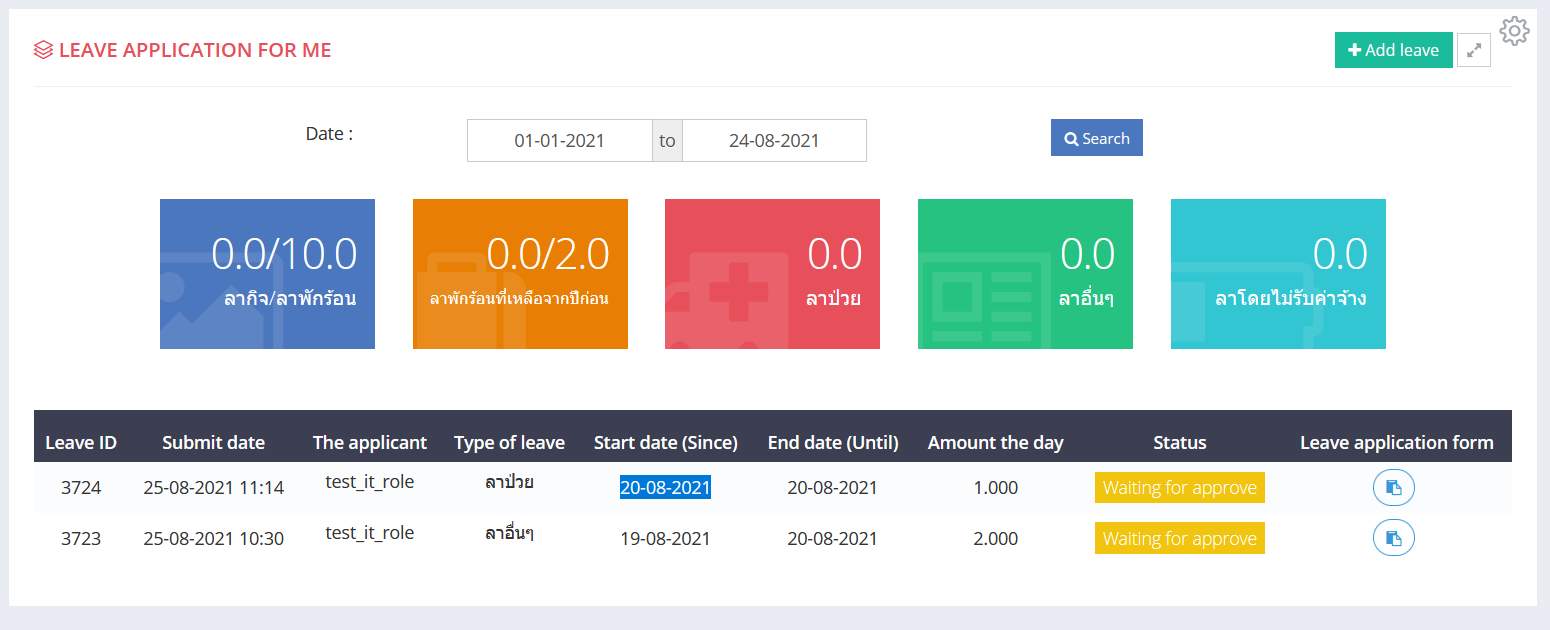 LEAVE APPLICATION FOR ME
Add leave
Date :
01-01-2021 to 24-08-2021
Search
0.0/10.0
ลากิจ/ลาพักร้อน
0.0/2.0
ลาพักร้อนที่เหลือจากปีก่อน
0.0
ลาป่วย
0.0
ลาอื่นๆ
0.0
ลาโดยไม่รับค่าจ้าง
Leave ID Submit date The applicant Type of leave Start date (Since) End date (Until) Amount the day Status Leave application form
3724 25-08-2021 11:14 test_it_role ลาป่วย 20-08-2021 20-08-2021 1.000 Waiting for approve
3723 25-08-2021 10:30 test_it_role ลาอื่นๆ 19-08-2021 20-08-2021 2.000 Waiting for approve